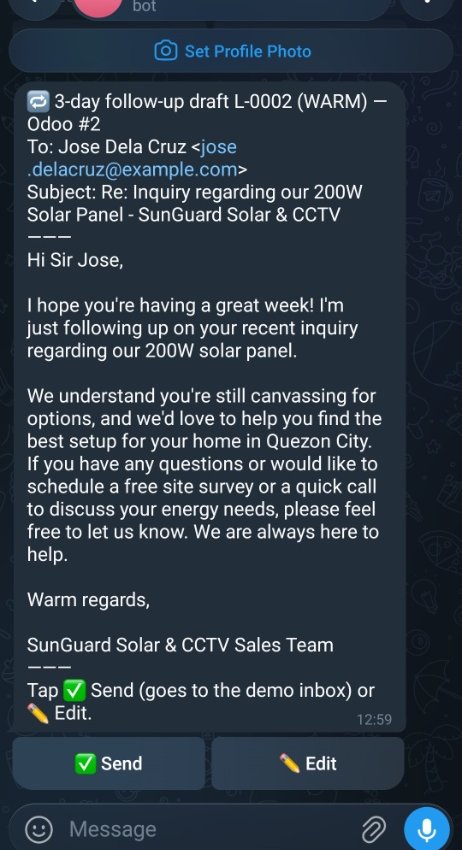 bot
Set Profile Photo
🔁 3-day follow-up draft L-0002 (WARM) —
Odoo #2
To: Jose Dela Cruz <jose
.delacruz@example.com>
Subject: Re: Inquiry regarding our 200W
Solar Panel - SunGuard Solar & CCTV
———
Hi Sir Jose,
I hope you're having a great week! I'm
just following up on your recent inquiry
regarding our 200W solar panel.
We understand you're still canvassing for
options, and we'd love to help you find the
best setup for your home in Quezon City.
If you have any questions or would like to
schedule a free site survey or a quick call
to discuss your energy needs, please feel
free to let us know. We are always here to
help.
Warm regards,
SunGuard Solar & CCTV Sales Team
———
Tap ✅ Send (goes to the demo inbox) or
✏️ Edit.
12:59
✅ Send
✏️ Edit
Message